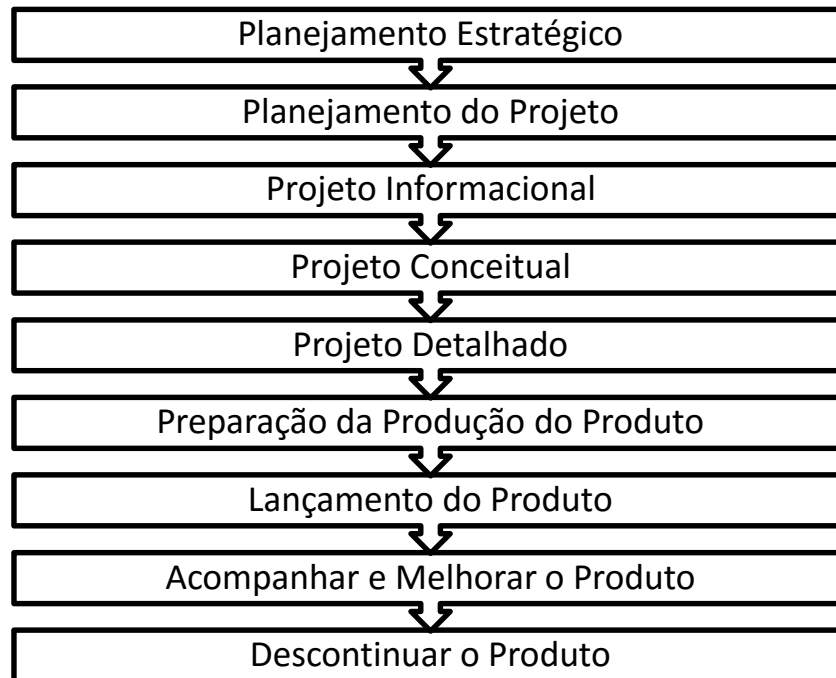 Planejamento Estratégico
Planejamento do Projeto
Projeto Informacional
Projeto Conceitual
Projeto Detalhado
Preparação da Produção do Produto
Lançamento do Produto
Acompanhar e Melhorar o Produto
Descontinuar o Produto